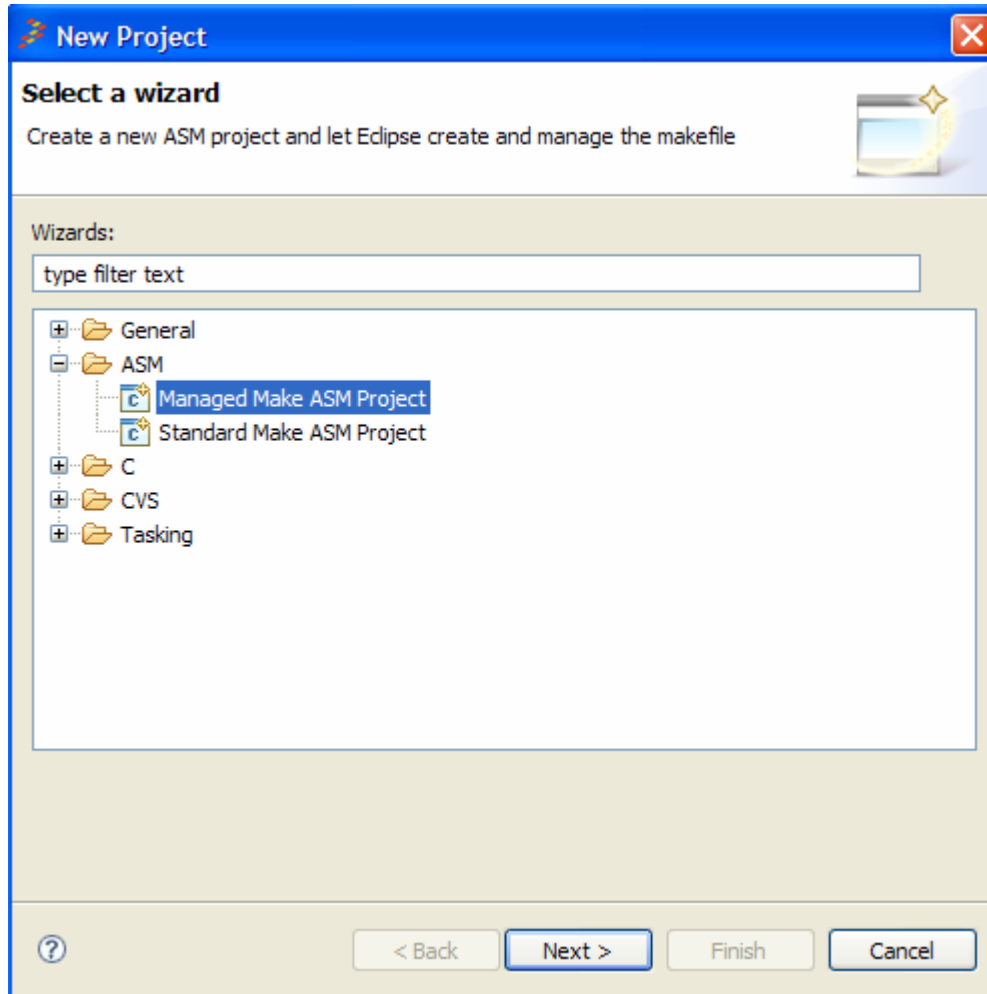 New Project
Select a wizard
Create a new ASM project and let Eclipse create and manage the makefile
Wizards:
type filter text
General
ASM
Managed Make ASM Project
Standard Make ASM Project
C
CVS
Tasking
< Back Next > Finish Cancel